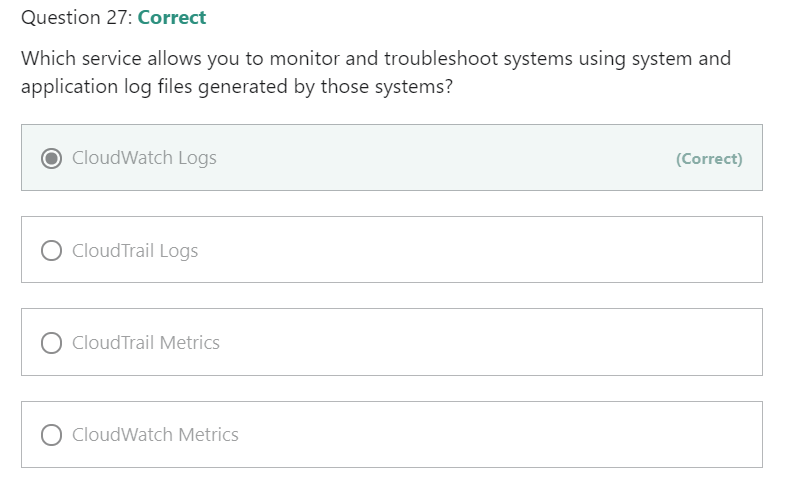 Question 27: Correct
Which service allows you to monitor and troubleshoot systems using system and
application log files generated by those systems?
CloudWatch Logs (Correct)
CloudTrail Logs
CloudTrail Metrics
CloudWatch Metrics